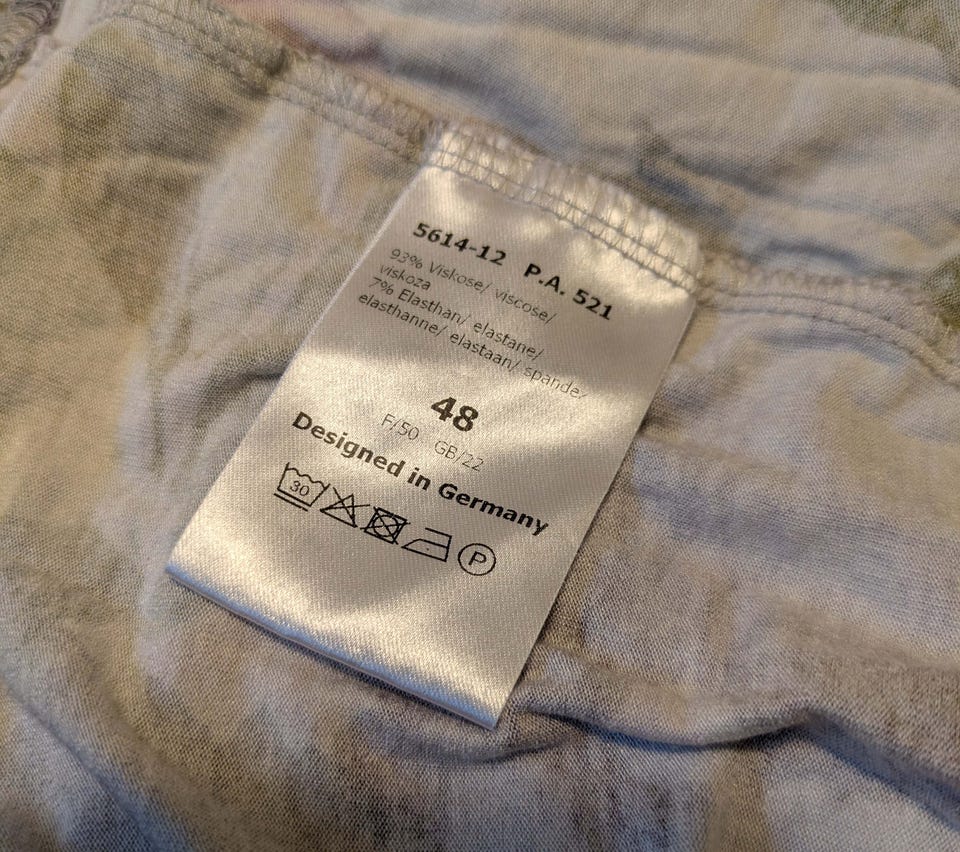 5614-12 P.A. 521
93% Viskose/ viscose/
viskoza
7% Elasthan/ elastane/
elasthanne/ elastaan/ spande/
48
F/50 GB/22
Designed in Germany
30
P